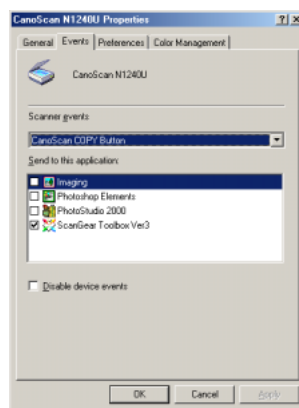 CanoScan N1240U Properties
General Events Preferences Color Management
CanoScan N1240U
Scanner events
CanoScan COPY Button
Send to this application:
Imaging
Photoshop Elements
PhotoStudio 2000
ScanGear Toolbox Ver3
Disable device events
OK Cancel Apply